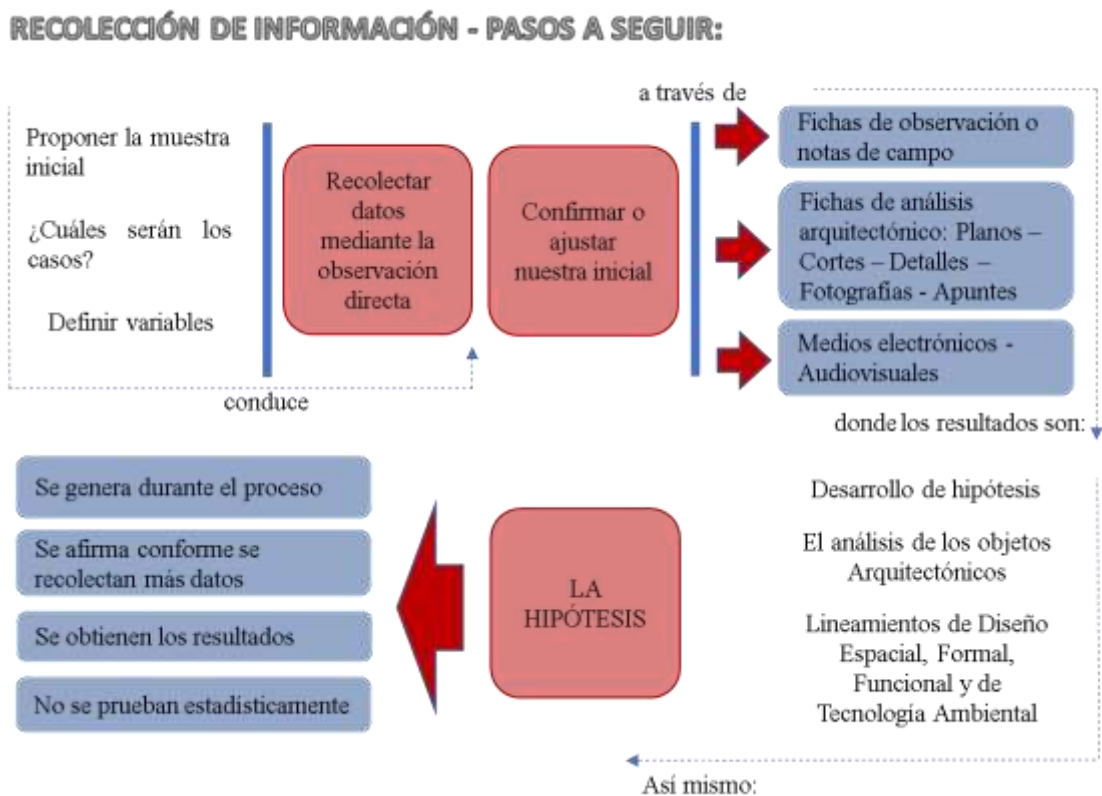 RECOLECCIÓN DE INFORMACIÓN - PASOS A SEGUIR:
Proponer la muestra
inicial
¿Cuáles serán los
casos?
Definir variables
conduce
Recolectar
datos
mediante la
observación
directa
Confirmar o
ajustar
nuestra inicial
a través de
Fichas de observación o
notas de campo
Fichas de análisis
arquitectónico: Planos –
Cortes – Detalles –
Fotografías - Apuntes
Medios electrónicos -
Audiovisuales
donde los resultados son:
Desarrollo de hipótesis
El análisis de los objetos
Arquitectónicos
Lineamientos de Diseño
Espacial, Formal,
Funcional y de
Tecnología Ambiental
Así mismo:
LA
HIPÓTESIS
Se genera durante el proceso
Se afirma conforme se
recolectan más datos
Se obtienen los resultados
No se prueban estadísticamente